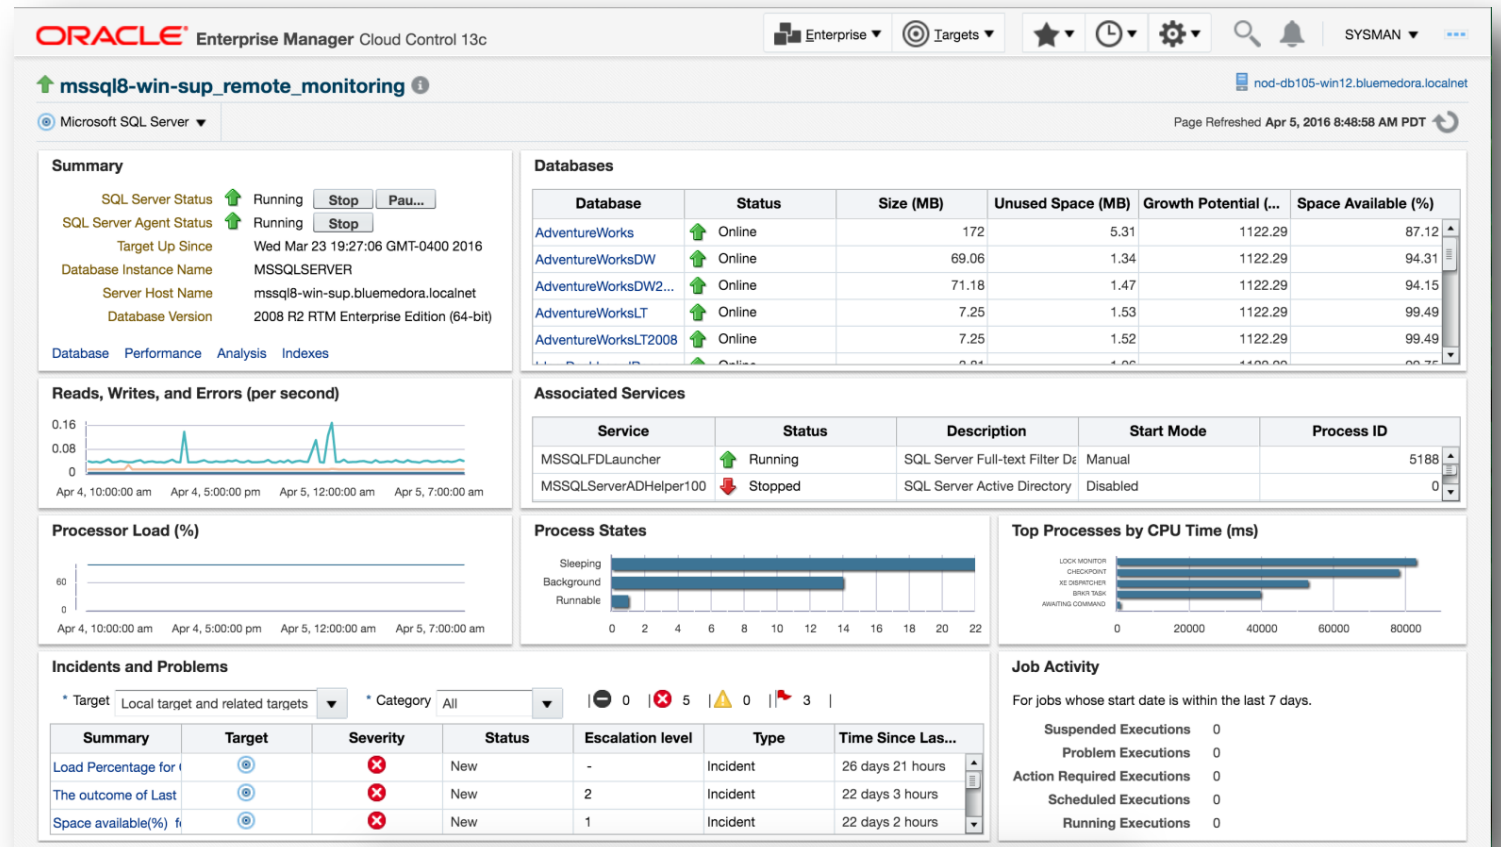 ORACLE Enterprise Manager Cloud Control 13c
Enterprise Targets SYSMAN
mssql8-win-sup_remote_monitoring
nod-db105-win12.bluemedora.localnet
Microsoft SQL Server
Page Refreshed Apr 5, 2016 8:48:58 AM PDT
Summary
SQL Server Status Running Stop Pau...
SQL Server Agent Status Running Stop
Target Up Since Wed Mar 23 19:27:06 GMT-0400 2016
Database Instance Name MSSQLSERVER
Server Host Name mssql8-win-sup.bluemedora.localnet
Database Version 2008 R2 RTM Enterprise Edition (64-bit)
Database Performance Analysis Indexes
Databases
Database Status Size (MB) Unused Space (MB) Growth Potential (... Space Available (%)
AdventureWorks Online 172 5.31 1122.29 87.12
AdventureWorksDW Online 69.06 1.34 1122.29 94.31
AdventureWorksDW2... Online 71.18 1.47 1122.29 94.15
AdventureWorksLT Online 7.25 1.53 1122.29 99.49
AdventureWorksLT2008 Online 7.25 1.52 1122.29 99.49
Reads, Writes, and Errors (per second)
0.16
0.08
0
Apr 4, 10:00:00 am Apr 4, 5:00:00 pm Apr 5, 12:00:00 am Apr 5, 7:00:00 am
Associated Services
Service Status Description Start Mode Process ID
MSSQLFDLauncher Running SQL Server Full-text Filter Da Manual 5188
MSSQLServerADHelper100 Stopped SQL Server Active Directory Disabled 0
Processor Load (%)
60
0
Apr 4, 10:00:00 am Apr 4, 5:00:00 pm Apr 5, 12:00:00 am Apr 5, 7:00:00 am
Process States
Sleeping
Background
Runnable
0 2 4 6 8 10 12 14 16 18 20 22
Top Processes by CPU Time (ms)
LOCK MONITOR
CHECKPOINT
XE DISPATCHER
BRKR TASK
AWAITING COMMAND
0 20000 40000 60000 80000
Incidents and Problems
* Target Local target and related targets * Category All | 0 | 5 | 0 | 3 |
Summary Target Severity Status Escalation level Type Time Since Las...
Load Percentage for New - Incident 26 days 21 hours
The outcome of Last New 2 Incident 22 days 3 hours
Space available(%) New 1 Incident 22 days 2 hours
Job Activity
For jobs whose start date is within the last 7 days.
Suspended Executions 0
Problem Executions 0
Action Required Executions 0
Scheduled Executions 0
Running Executions 0